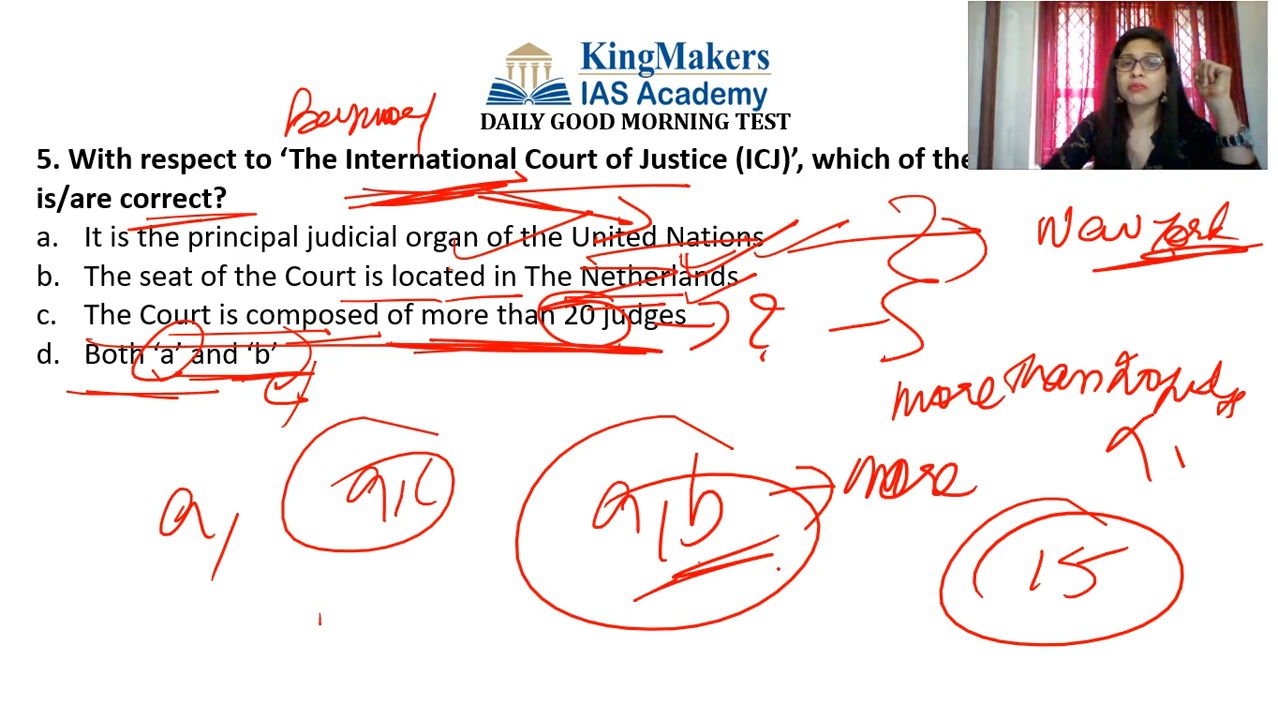 KingMakers
IAS Academy
DAILY GOOD MORNING TEST
5. With respect to ‘The International Court of Justice (ICJ)’, which of the
is/are correct?
a. It is the principal judicial organ of the United Nations
New York
b. The seat of the Court is located in The Netherlands
c. The Court is composed of more than 20 judges
?
d. Both ‘a’ and ‘b’
more than
a,
a,c
a,b
more
15